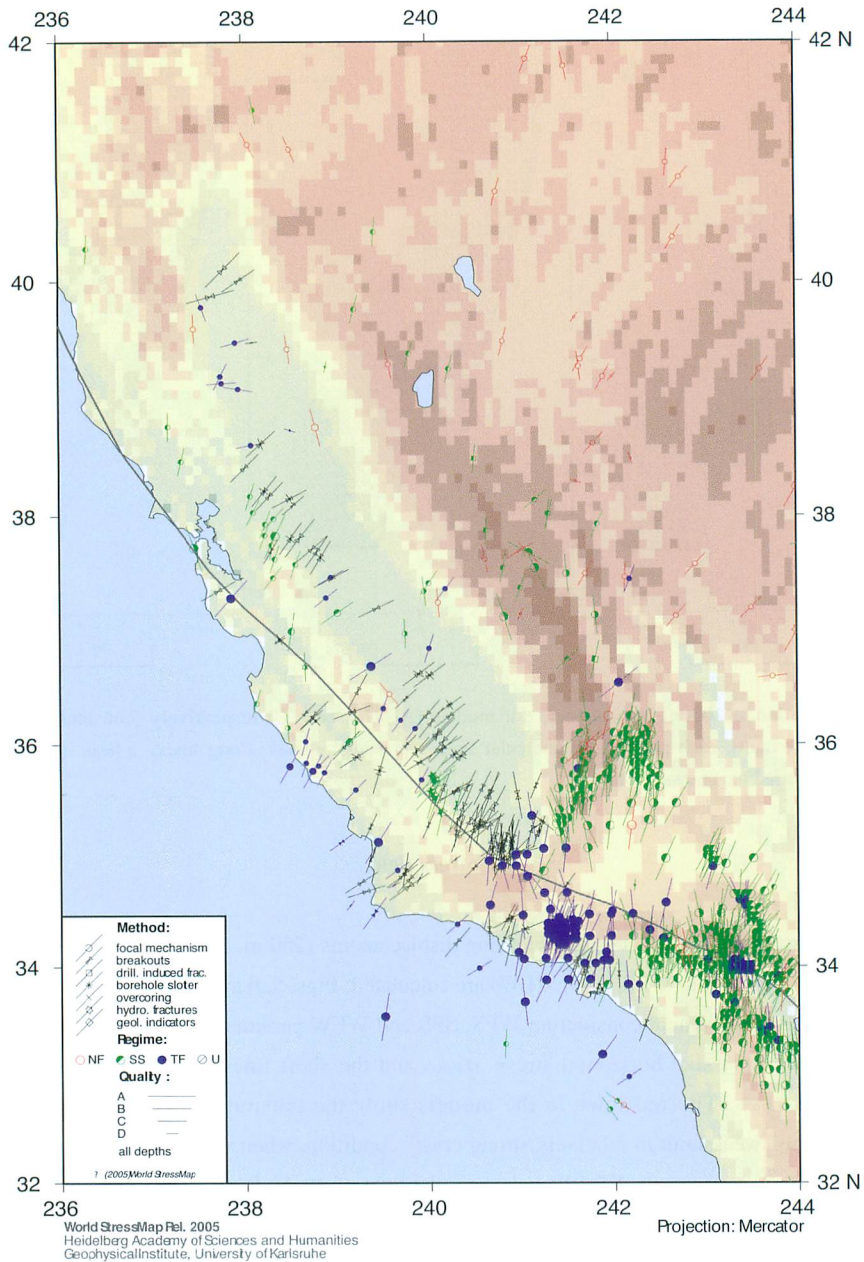 236 238 240 242 244
42 42 N
40 40
38 38
36 36
34 34
32 32 N
236 238 240 242 244
Method:
focal mechanism
breakouts
drill. induced frac.
borehole sloter
overcoring
hydro. fractures
geol. indicators
Regime:
NF SS TF U
Quality :
A
B
C
D
all depths
(2005)World StressMap
World StressMap Rel. 2005
Heidelberg Academy of Sciences and Humanities
Geophysical Institute, University of Karlsruhe
Projection: Mercator